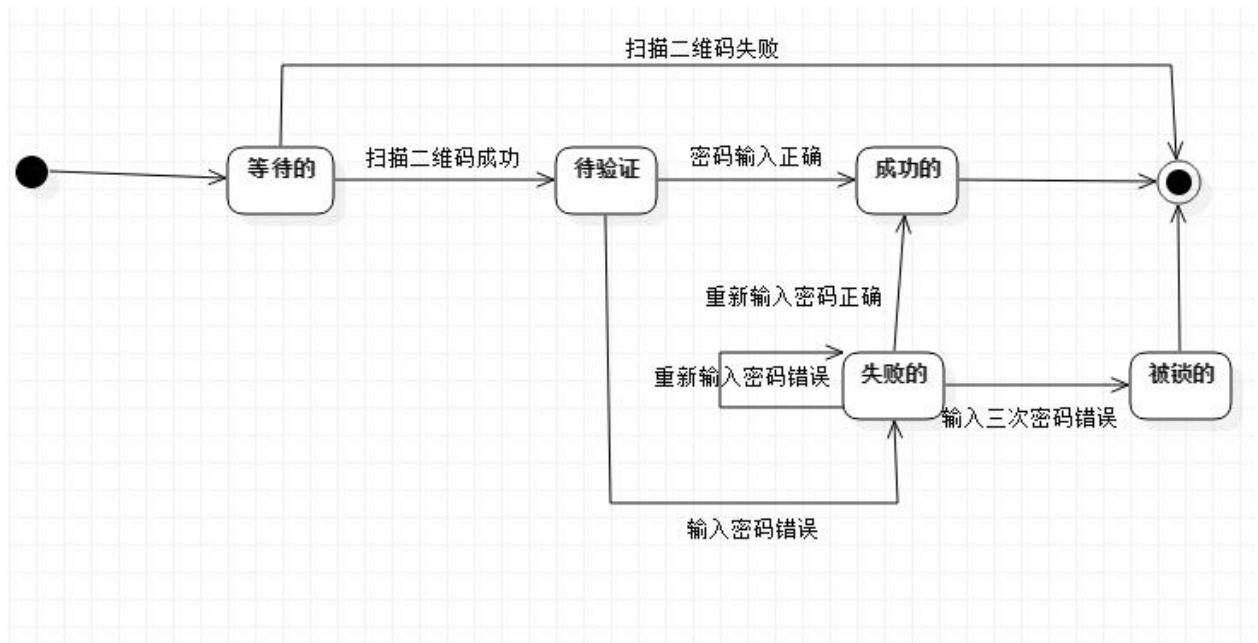 扫描二维码失败
等待的
扫描二维码成功
待验证
密码输入正确
成功的
重新输入密码正确
重新输入密码错误
失败的
输入三次密码错误
被锁的
输入密码错误